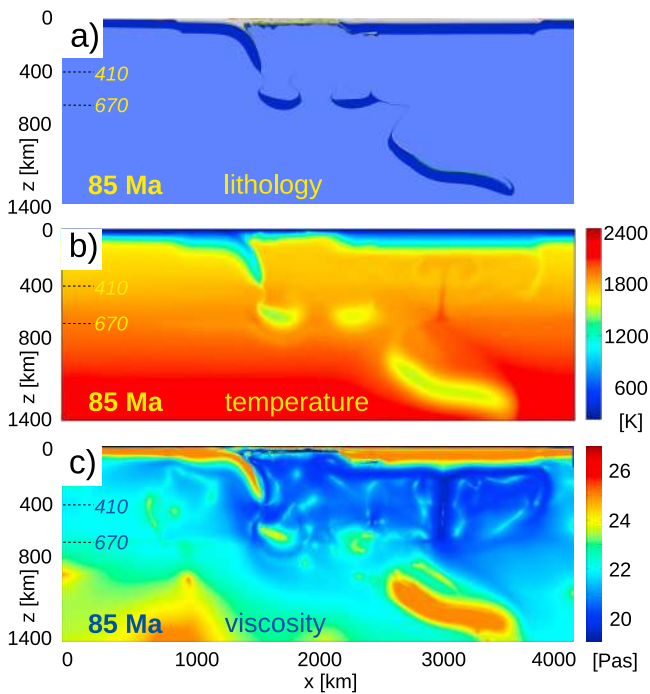 0
a)
400
410
670
800
z [km]
85 Ma lithology
1400
0
b)
2400
400
410
1800
670
800
1200
z [km]
600
85 Ma temperature
1400
[K]
0
c)
26
400
410
24
670
800
22
z [km]
20
85 Ma viscosity
1400
0 1000 2000 3000 4000 [Pas]
x [km]